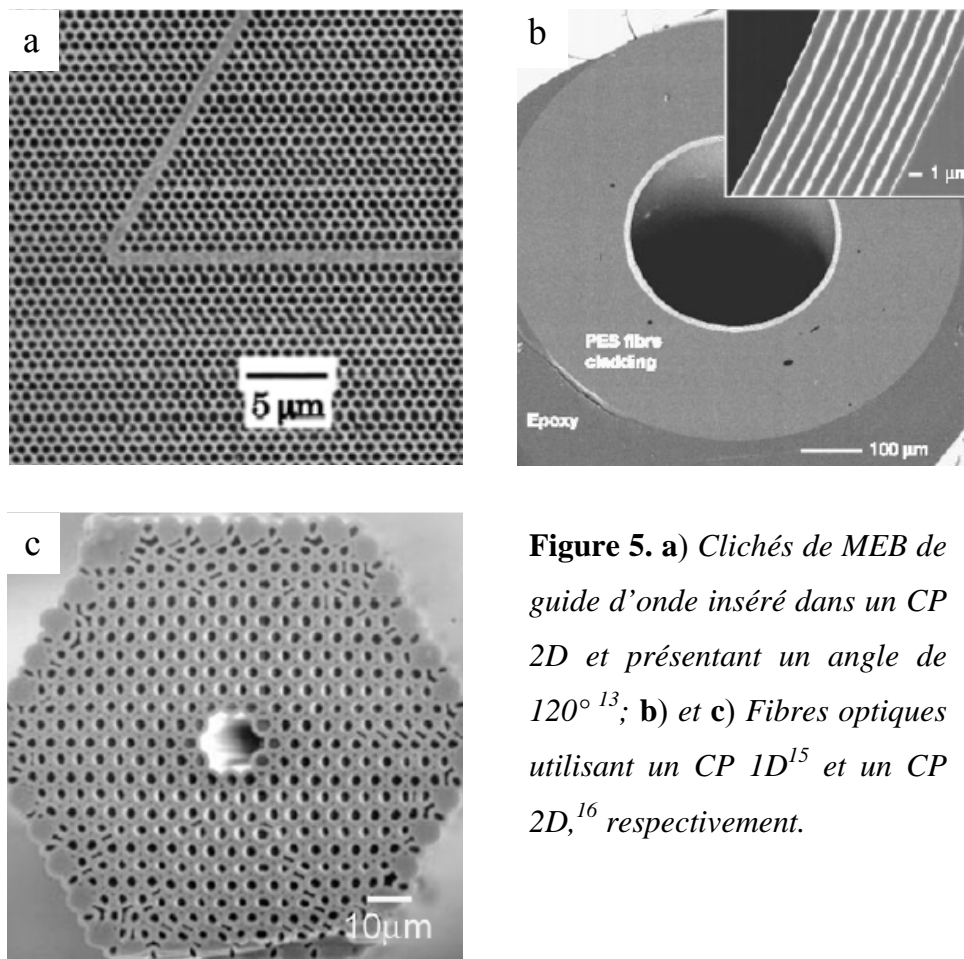 a
5 μm
b
1 μm
PES fibre
cladding
Epoxy
100 μm
c
10μm
Figure 5. a) Clichés de MEB de
guide d’onde inséré dans un CP
2D et présentant un angle de
120° 13; b) et c) Fibres optiques
utilisant un CP 1D15 et un CP
2D,16 respectivement.